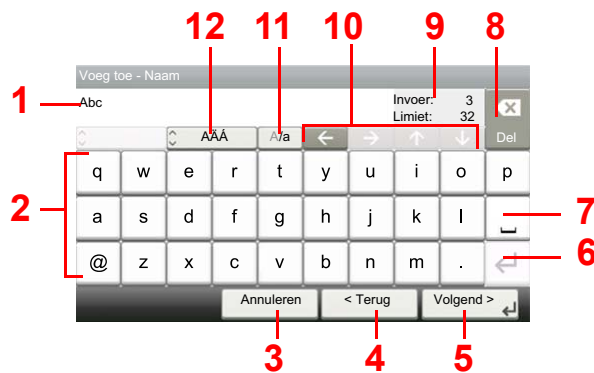 12 11 10 9 8
Voeg toe - Naam
1 Abc Invoer: 3
Limiet: 32
AÄÁ A/a ← → ↑ ↓ Del
q w e r t y u i o p
2 a s d f g h j k l 7
@ z x c v b n m . 6
Annuleren < Terug Volgend >
3 4 5